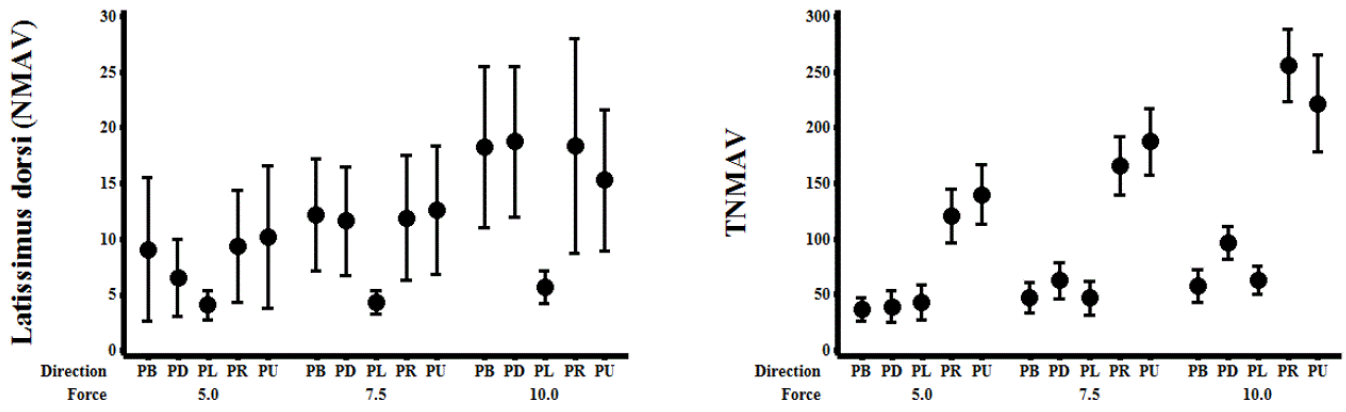 Latissimus dorsi (NMAV)
30
25
20
15
10
5
0
Direction PB PD PL PR PU PB PD PL PR PU PB PD PL PR PU
Force 5.0 7.5 10.0
TNMAV
300
250
200
150
100
50
0
Direction PB PD PL PR PU PB PD PL PR PU PB PD PL PR PU
Force 5.0 7.5 10.0